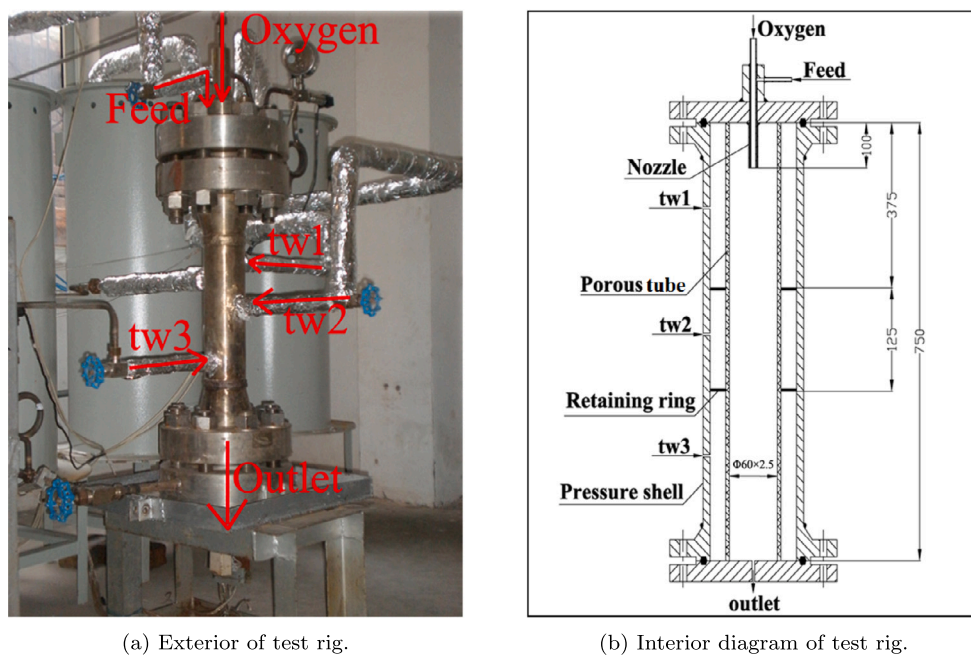 Oxygen
Feed
tw1
tw2
tw3
Outlet
(a) Exterior of test rig.
Oxygen
Feed
100
Nozzle
tw1
375
Porous tube
tw2
125
750
Retaining ring
tw3
Φ60×2.5
Pressure shell
outlet
(b) Interior diagram of test rig.